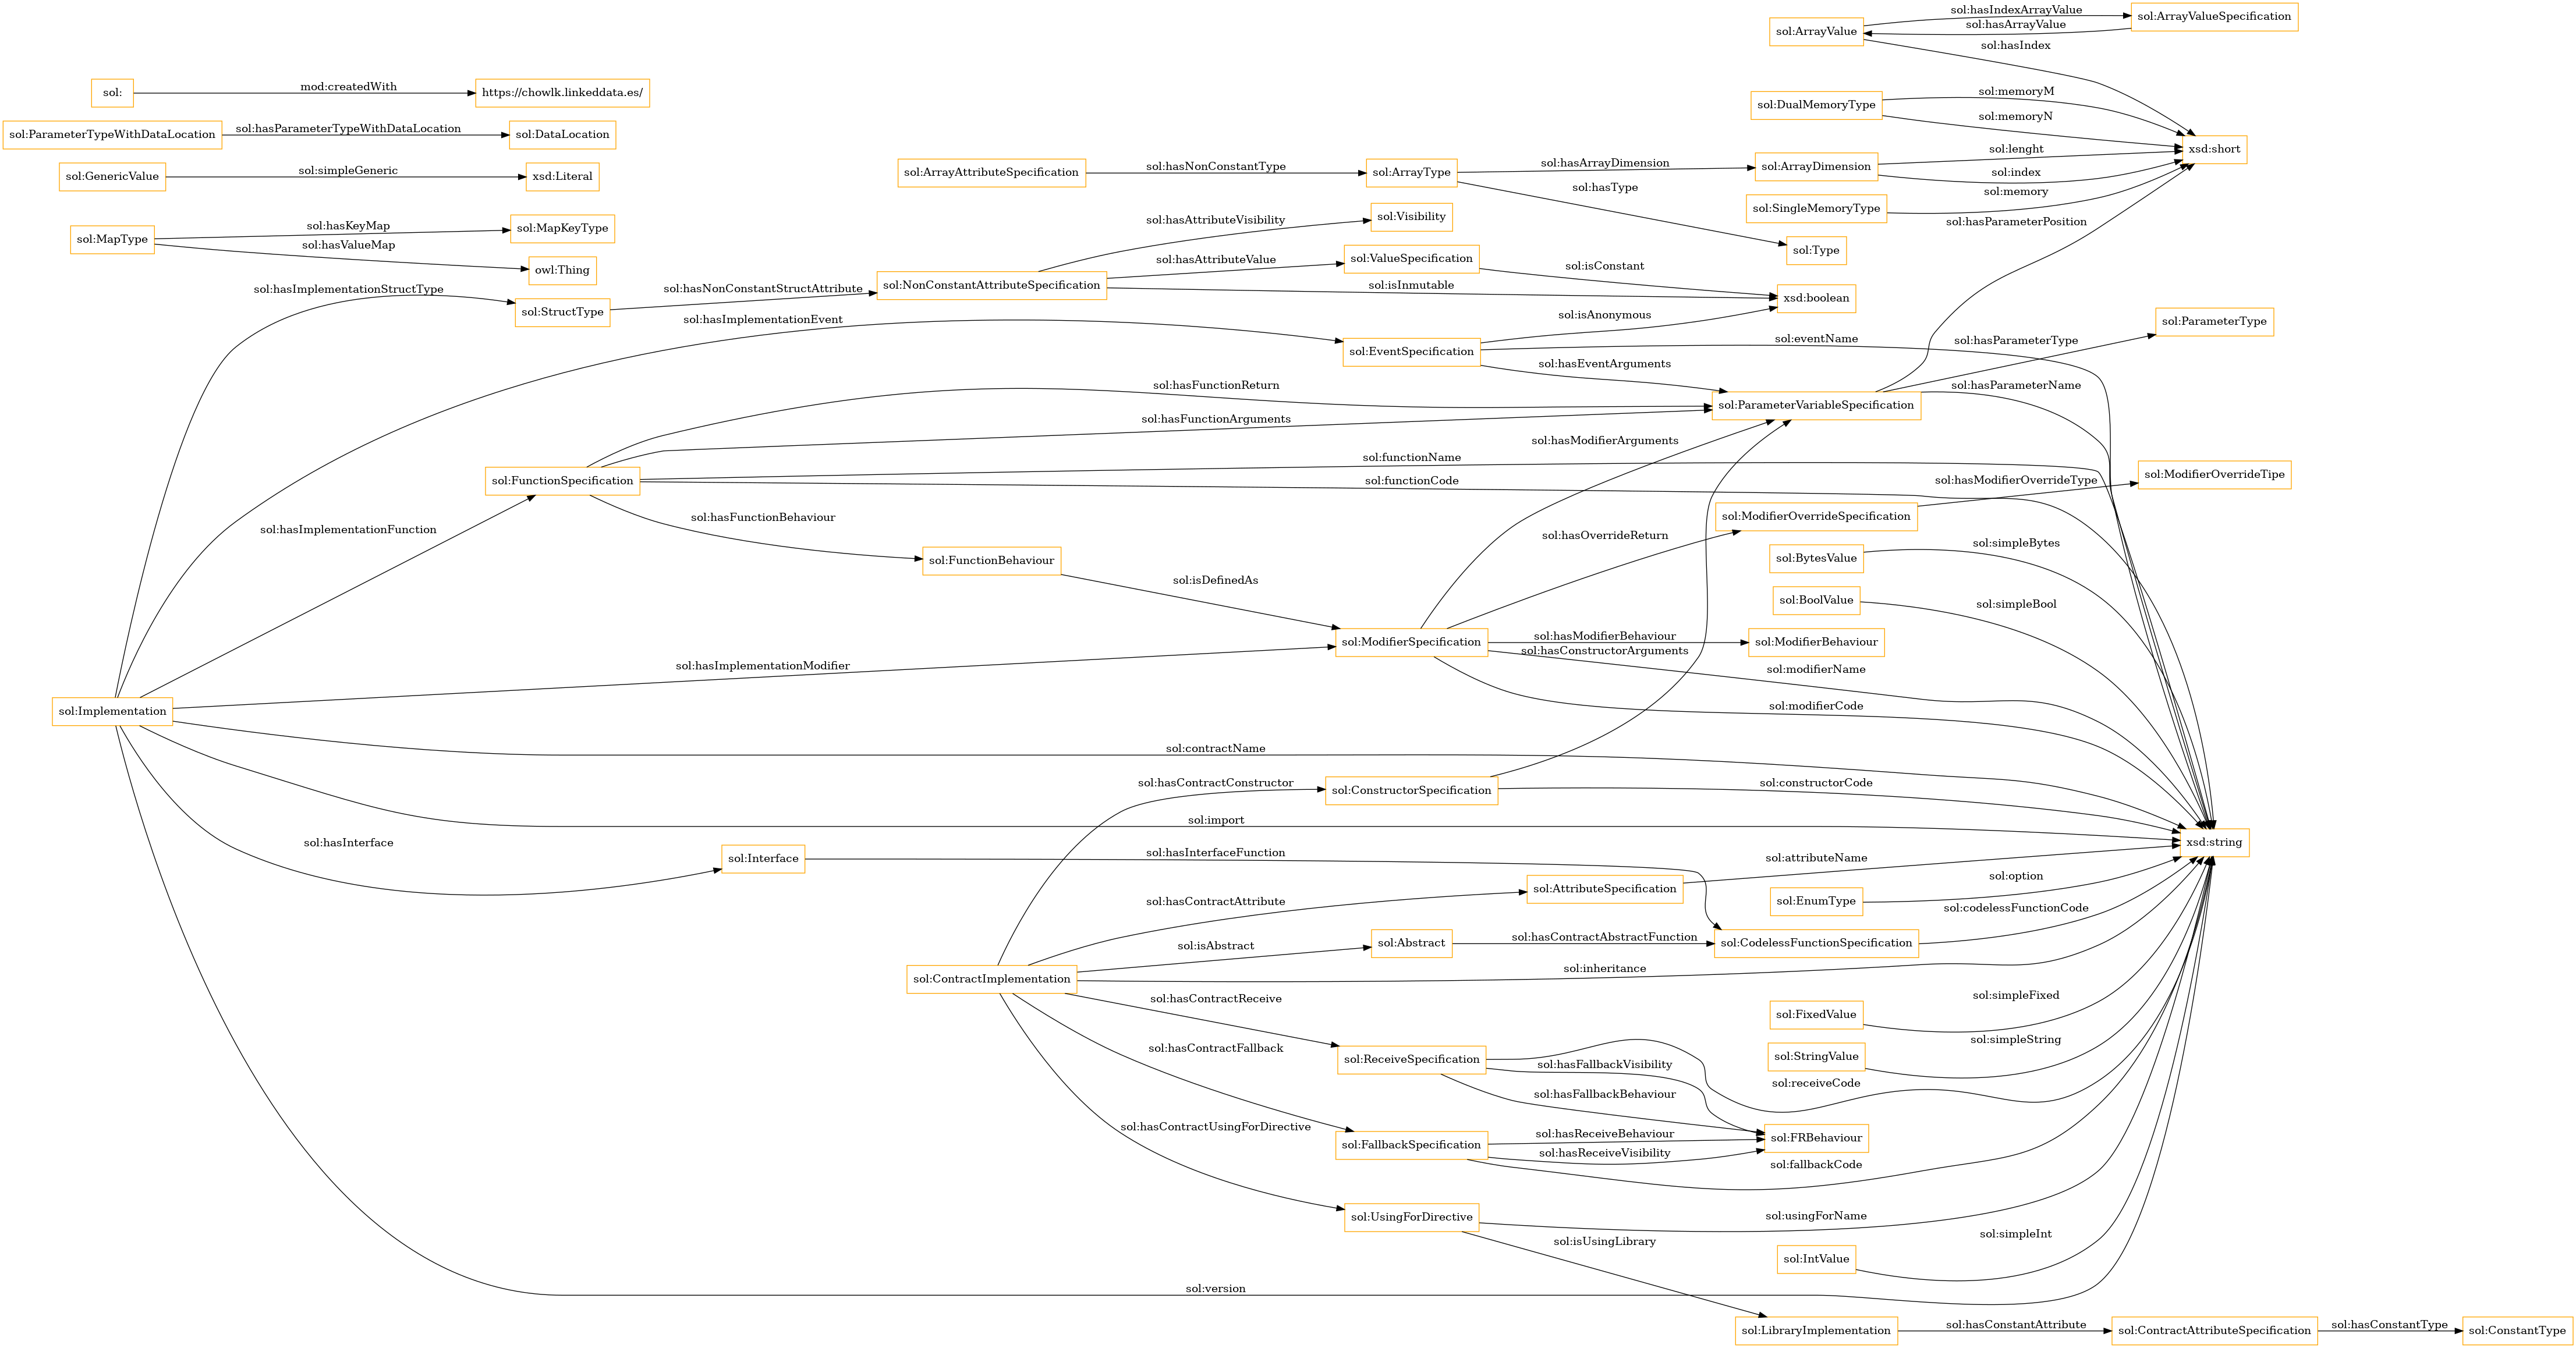 sol:hasIndexArrayValue
sol:ArrayValueSpecification
sol:hasArrayValue
sol:ArrayValue
sol:hasIndex
sol:
mod:createdWith
https://chowlk.linkeddata.es/
sol:DualMemoryType
sol:memoryM
sol:memoryN
sol:ParameterTypeWithDataLocation
sol:hasParameterTypeWithDataLocation
sol:DataLocation
xsd:short
sol:GenericValue
sol:simpleGeneric
xsd:Literal
sol:ArrayAttributeSpecification
sol:hasNonConstantType
sol:ArrayType
sol:hasArrayDimension
sol:ArrayDimension
sol:lenght
sol:index
sol:hasType
sol:memory
sol:SingleMemoryType
sol:hasParameterPosition
sol:MapType
sol:hasKeyMap
sol:MapKeyType
sol:hasValueMap
owl:Thing
sol:hasAttributeVisibility
sol:Visibility
sol:Type
sol:hasAttributeValue
sol:ValueSpecification
sol:isConstant
sol:hasImplementationStructType
sol:StructType
sol:hasNonConstantStructAttribute
sol:NonConstantAttributeSpecification
sol:isInmutable
xsd:boolean
sol:hasImplementationEvent
sol:isAnonymous
sol:EventSpecification
sol:eventName
sol:hasEventArguments
sol:ParameterType
sol:hasParameterType
sol:hasFunctionReturn
sol:hasParameterName
sol:ParameterVariableSpecification
sol:hasFunctionArguments
sol:hasModifierArguments
sol:functionName
sol:FunctionSpecification
sol:functionCode
sol:hasModifierOverrideType
sol:ModifierOverrideTipe
sol:hasFunctionBehaviour
sol:ModifierOverrideSpecification
sol:hasImplementationFunction
sol:hasOverrideReturn
sol:simpleBytes
sol:BytesValue
sol:FunctionBehaviour
sol:isDefinedAs
sol:BoolValue
sol:simpleBool
sol:ModifierSpecification
sol:hasModifierBehaviour
sol:ModifierBehaviour
sol:hasConstructorArguments
sol:hasImplementationModifier
sol:modifierName
sol:modifierCode
sol:Implementation
sol:contractName
sol:hasContractConstructor
sol:ConstructorSpecification
sol:constructorCode
sol:import
sol:hasInterface
xsd:string
sol:Interface
sol:hasInterfaceFunction
sol:attributeName
sol:AttributeSpecification
sol:option
sol:EnumType
sol:hasContractAttribute
sol:codelessFunctionCode
sol:isAbstract
sol:Abstract
sol:hasContractAbstractFunction
sol:CodelessFunctionSpecification
sol:ContractImplementation
sol:inheritance
sol:hasContractReceive
sol:simpleFixed
sol:FixedValue
sol:simpleString
sol:StringValue
sol:hasContractFallback
sol:ReceiveSpecification
sol:hasFallbackVisibility
sol:receiveCode
sol:hasFallbackBehaviour
sol:hasContractUsingForDirective
sol:FallbackSpecification
sol:hasReceiveBehaviour
sol:FRBehaviour
sol:hasReceiveVisibility
sol:fallbackCode
sol:UsingForDirective
sol:usingForName
sol:isUsingLibrary
sol:simpleInt
sol:IntValue
sol:version
sol:LibraryImplementation
sol:hasConstantAttribute
sol:ContractAttributeSpecification
sol:hasConstantType
sol:ConstantType